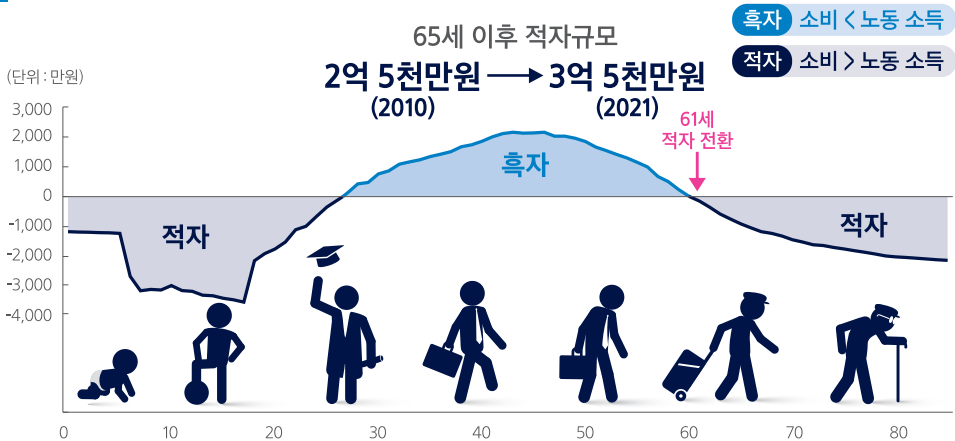 흑자 소비 < 노동 소득
적자 소비 > 노동 소득
65세 이후 적자규모
2억 5천만원 3억 5천만원
(2010) (2021)
(단위 : 만원)
3,000
2,000
1,000
0
-1,000
-2,000
-3,000
-4,000
61세
적자 전환
흑자
적자
적자
0 10 20 30 40 50 60 70 80